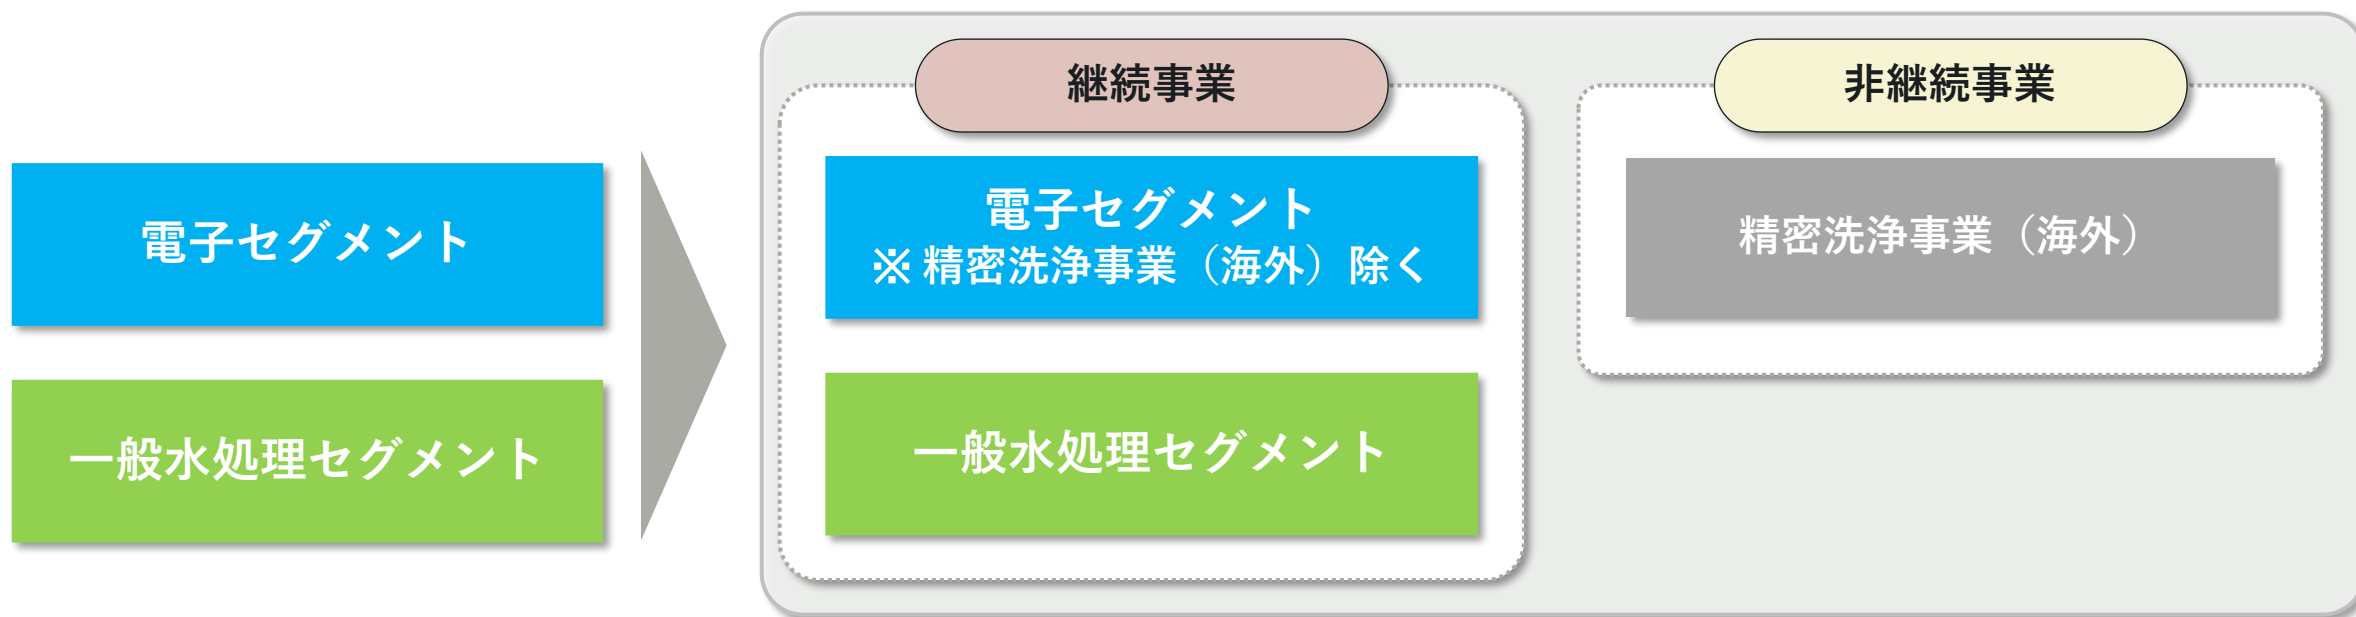 電子セグメント
一般水処理セグメント
継続事業
電子セグメント
※ 精密洗浄事業（海外）除く
一般水処理セグメント
非継続事業
精密洗浄事業（海外）